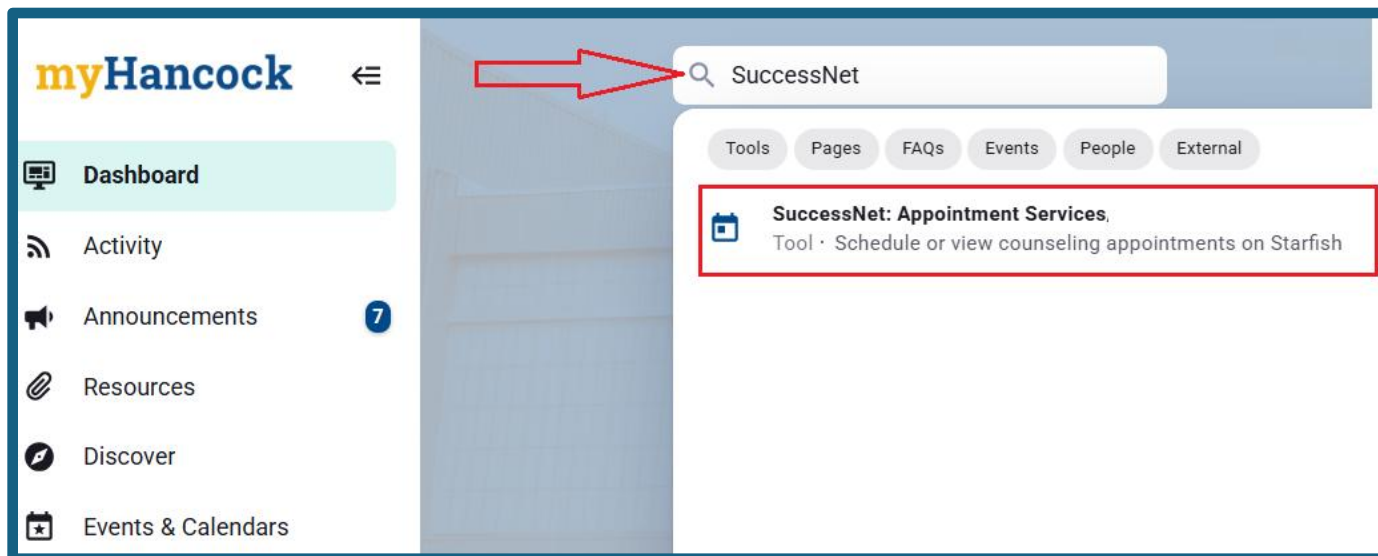 myHancock
Dashboard
Activity
Announcements 7
Resources
Discover
Events & Calendars
SuccessNet
Tools Pages FAQs Events People External
SuccessNet: Appointment Services,
Tool · Schedule or view counseling appointments on Starfish